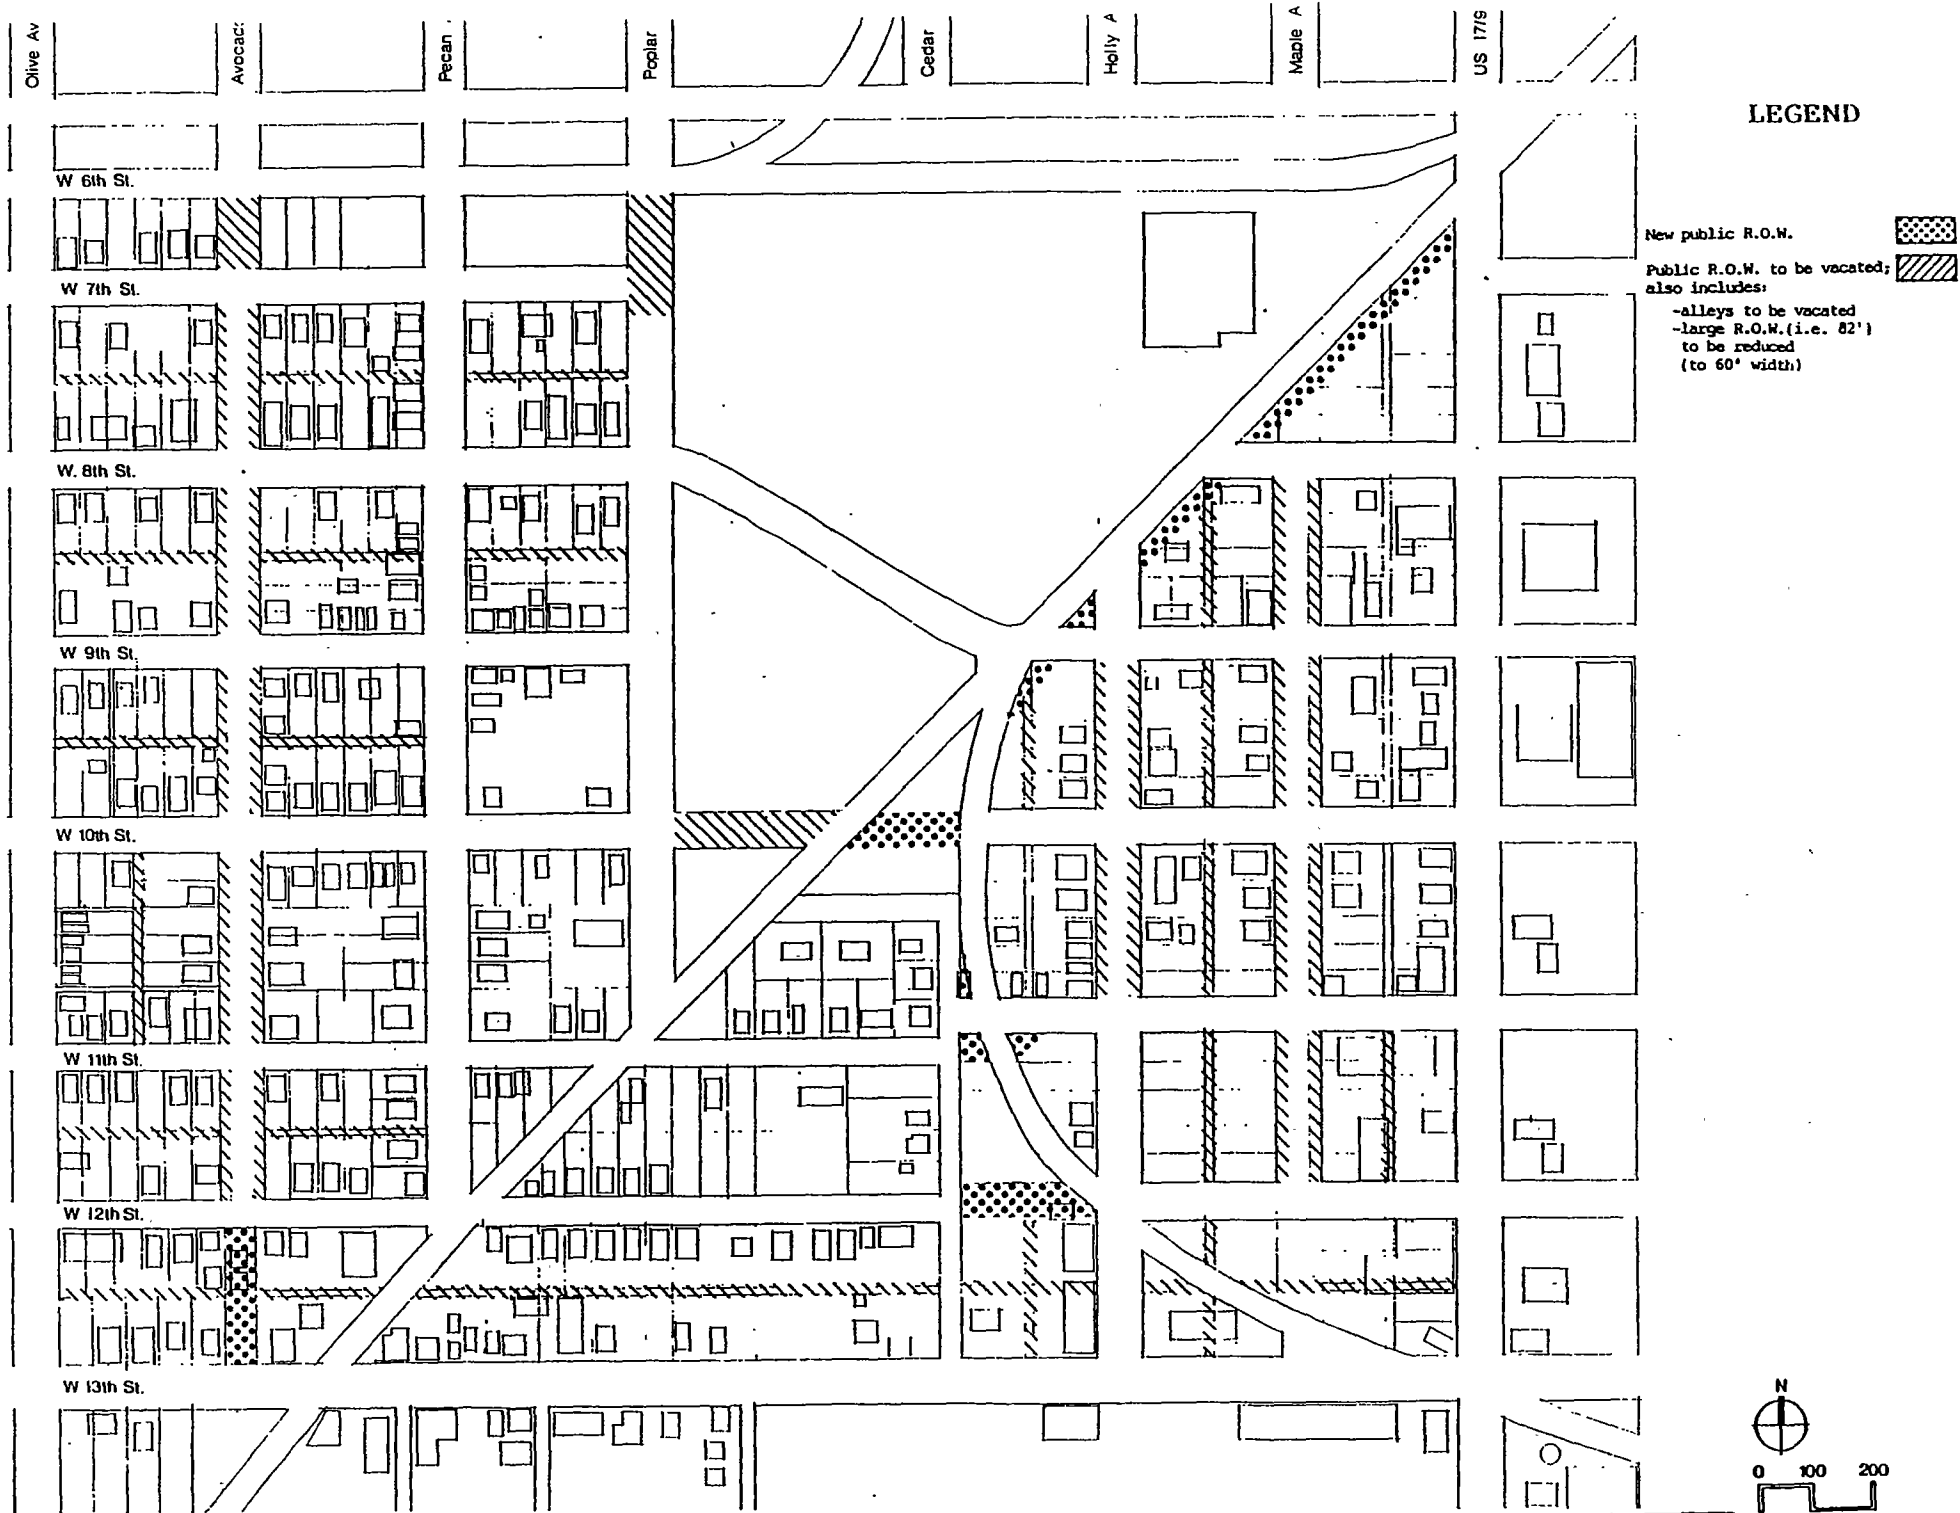 Olive Av
Avocac
Pecan
Poplar
Cedar
Holly A
Maple A
US 17/9
LEGEND
W 6th St.
New public R.O.W.
Public R.O.W. to be vacated;
also includes:
W 7th St.
-alleys to be vacated
-large R.O.W.(i.e. 82')
to be reduced
(to 60' width)
W. 8th St.
W 9th St.
W 10th St.
W 11th St.
W 12th St.
W 13th St.
N
0 100 200